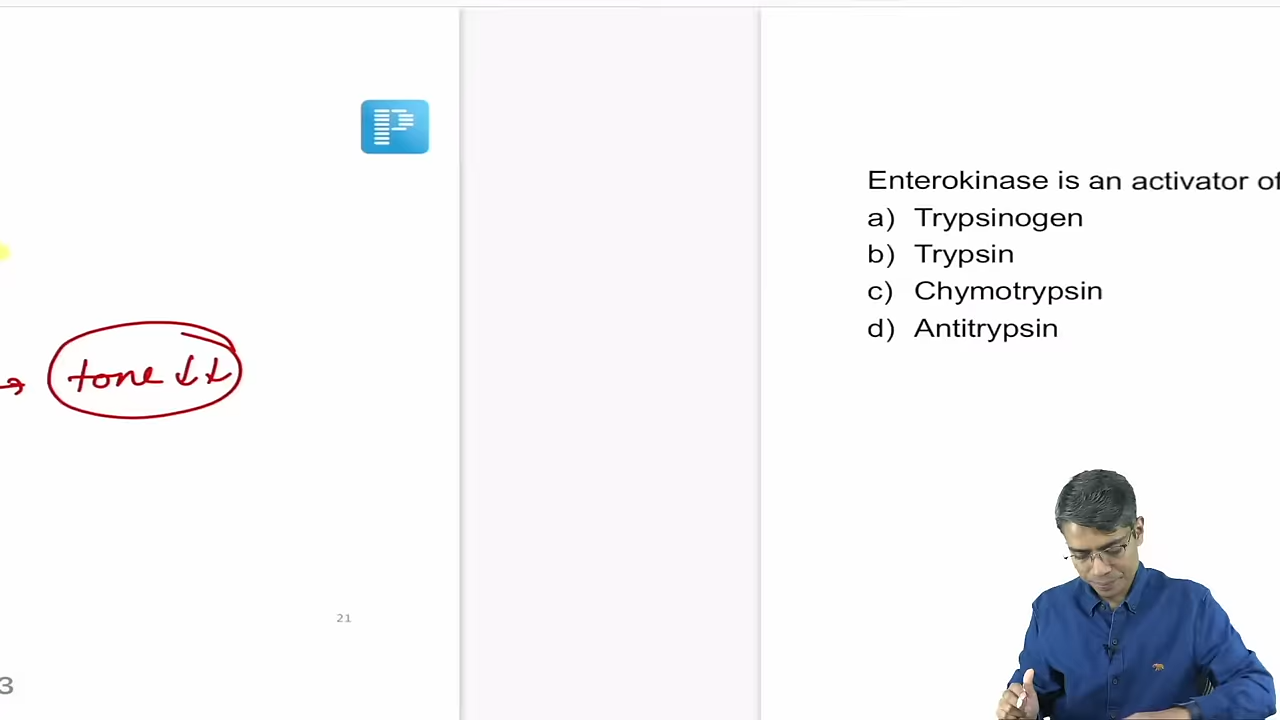 P
tone ↓↓
21
3
Enterokinase is an activator of
a) Trypsinogen
b) Trypsin
c) Chymotrypsin
d) Antitrypsin